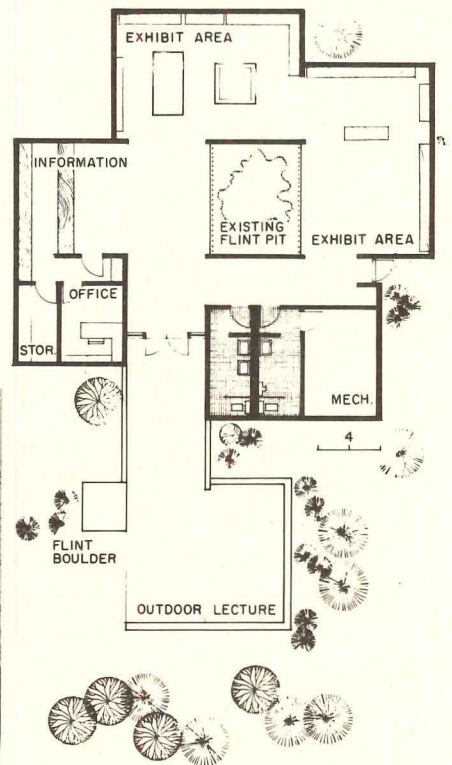 EXHIBIT AREA
INFORMATION
EXISTING
FLINT PIT
EXHIBIT AREA
OFFICE
STOR.
MECH.
4
FLINT
BOULDER
OUTDOOR LECTURE